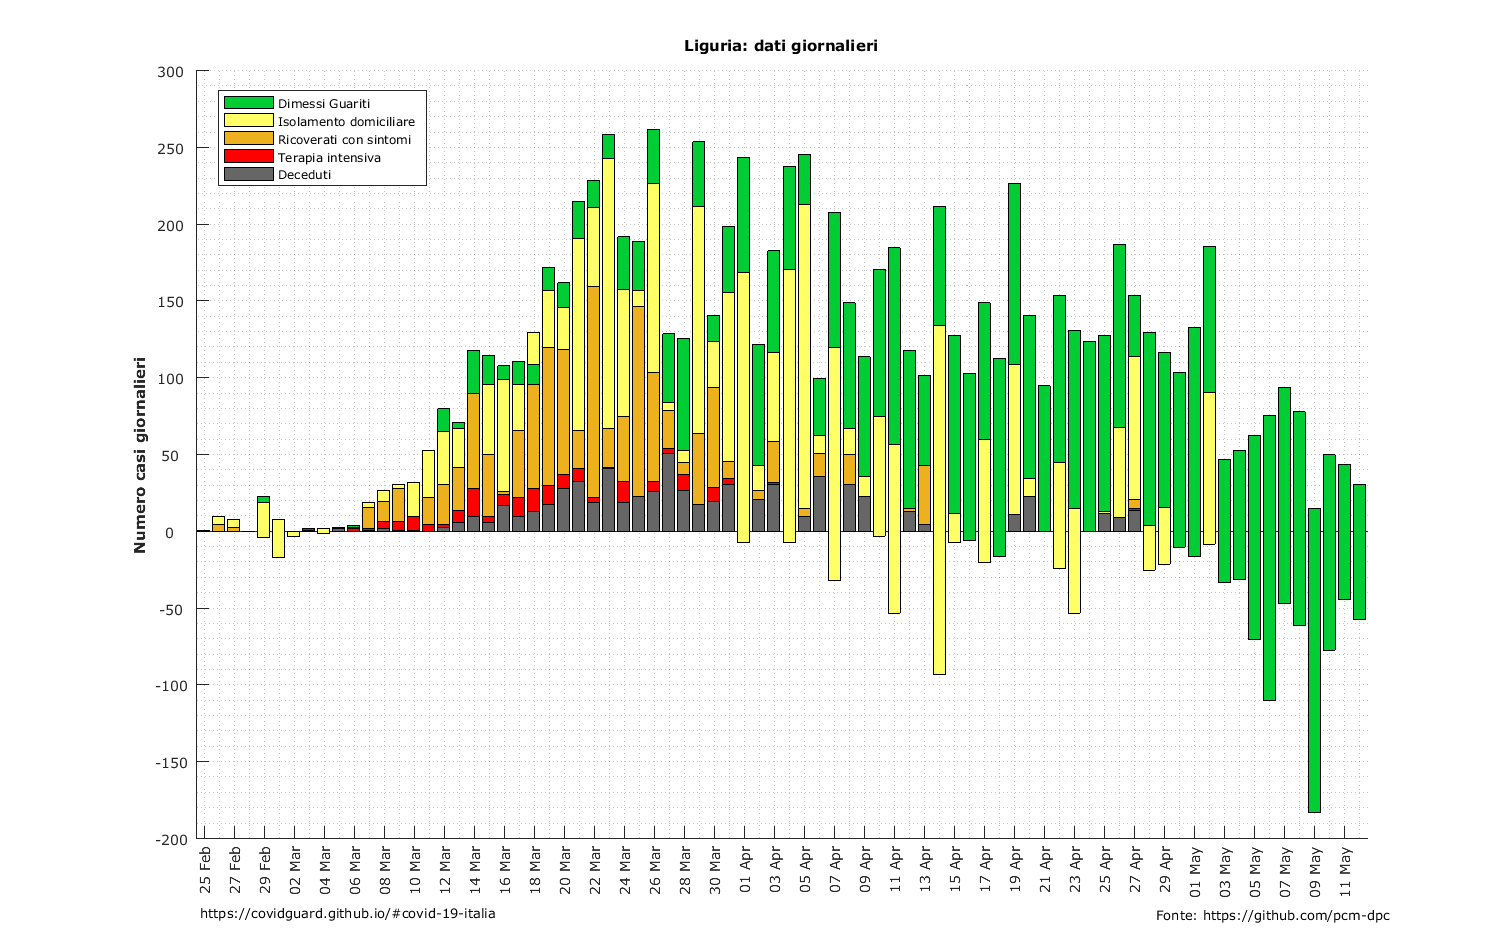 Liguria: dati giornalieri
300
250
200
150
100
50
0
-50
-100
-150
-200
Numero casi giornalieri
Dimessi Guariti
Isolamento domiciliare
Ricoverati con sintomi
Terapia intensiva
Deceduti
25 Feb
27 Feb
29 Feb
02 Mar
04 Mar
06 Mar
08 Mar
10 Mar
12 Mar
14 Mar
16 Mar
18 Mar
20 Mar
22 Mar
24 Mar
26 Mar
28 Mar
30 Mar
01 Apr
03 Apr
05 Apr
07 Apr
09 Apr
11 Apr
13 Apr
15 Apr
17 Apr
19 Apr
21 Apr
23 Apr
25 Apr
27 Apr
29 Apr
01 May
03 May
05 May
07 May
09 May
11 May
https://covidguard.github.io/#covid-19-italia
Fonte: https://github.com/pcm-dpc